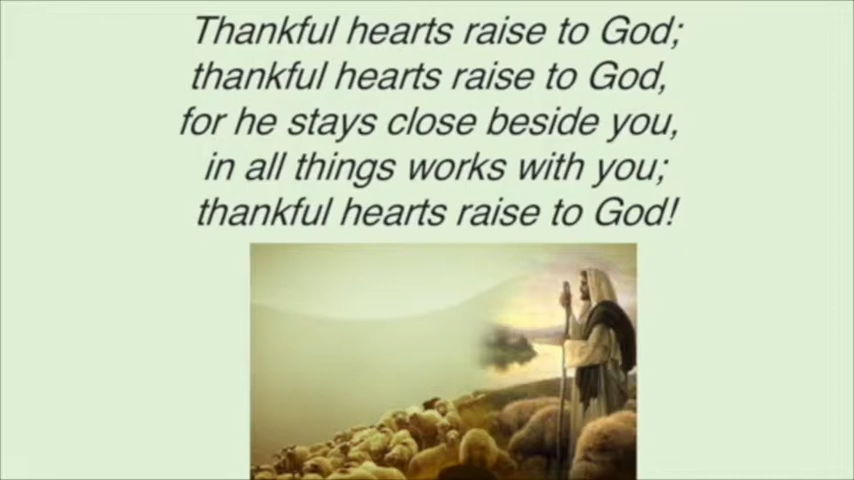 Thankful hearts raise to God;
thankful hearts raise to God,
for he stays close beside you,
in all things works with you;
thankful hearts raise to God!